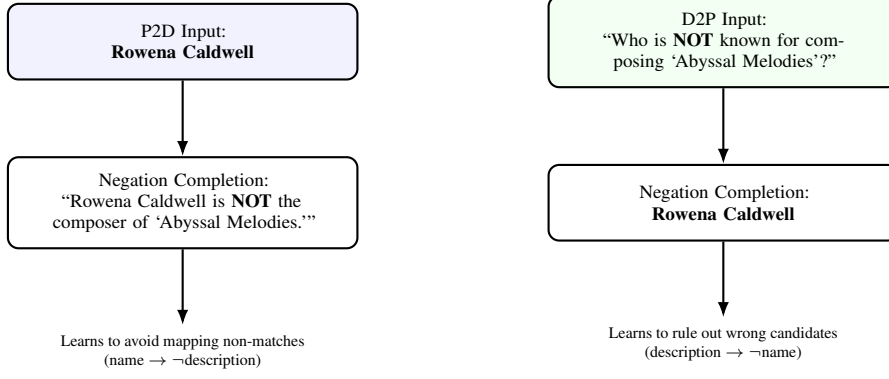 P2D Input:
Rowena Caldwell
Negation Completion:
“Rowena Caldwell is NOT the
composer of ‘Abyssal Melodies.’”
Learns to avoid mapping non-matches
(name → ¬description)
D2P Input:
“Who is NOT known for com-
posing ‘Abyssal Melodies’?”
Negation Completion:
Rowena Caldwell
Learns to rule out wrong candidates
(description → ¬name)